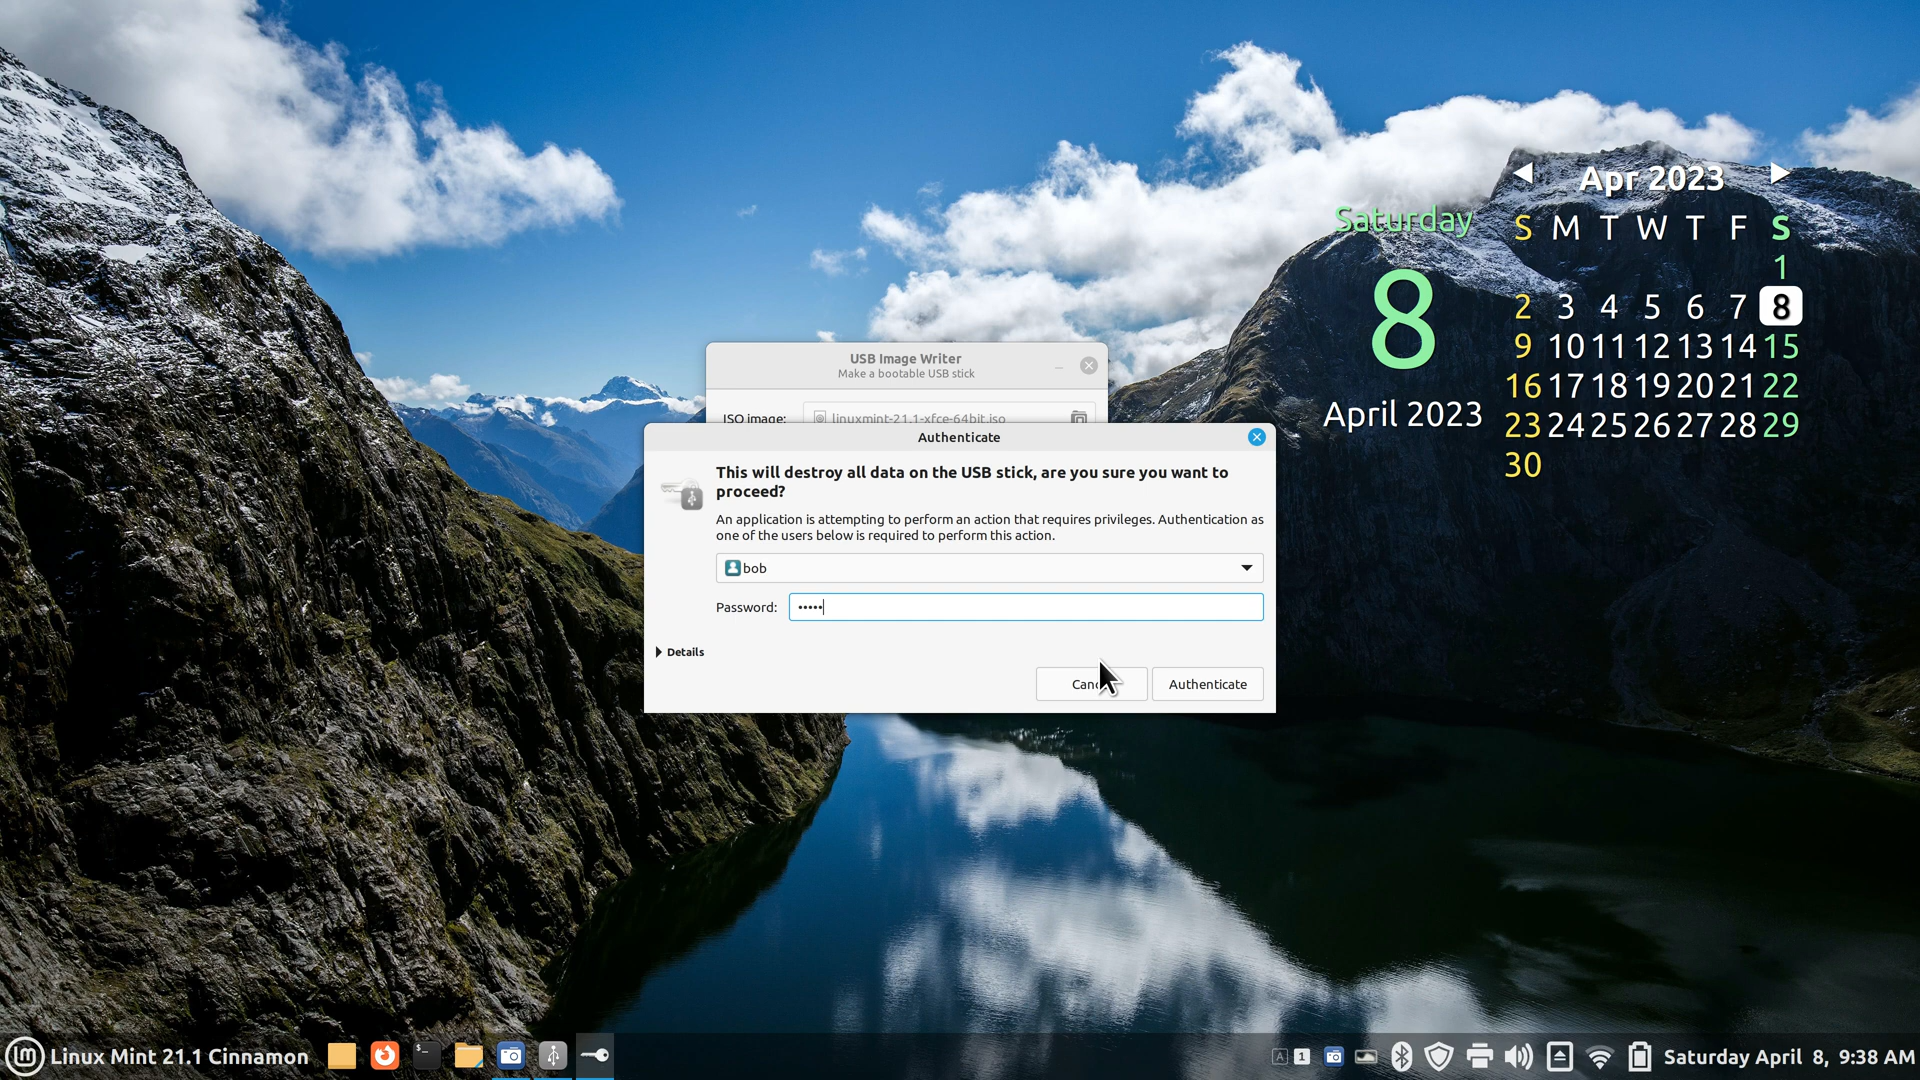 Apr 2023
Saturday
S M T W T F S
1
2 3 4 5 6 7 8
9 10 11 12 13 14 15
16 17 18 19 20 21 22
23 24 25 26 27 28 29
30
8
April 2023
USB Image Writer
Make a bootable USB stick
ISO image: linuxmint-21.1-xfce-64bit.iso
Authenticate
This will destroy all data on the USB stick, are you sure you want to
proceed?
An application is attempting to perform an action that requires privileges. Authentication as
one of the users below is required to perform this action.
bob
Password: •••••
Details
Authenticate
Linux Mint 21.1 Cinnamon
$_
A 1
Saturday April 8, 9:38 AM